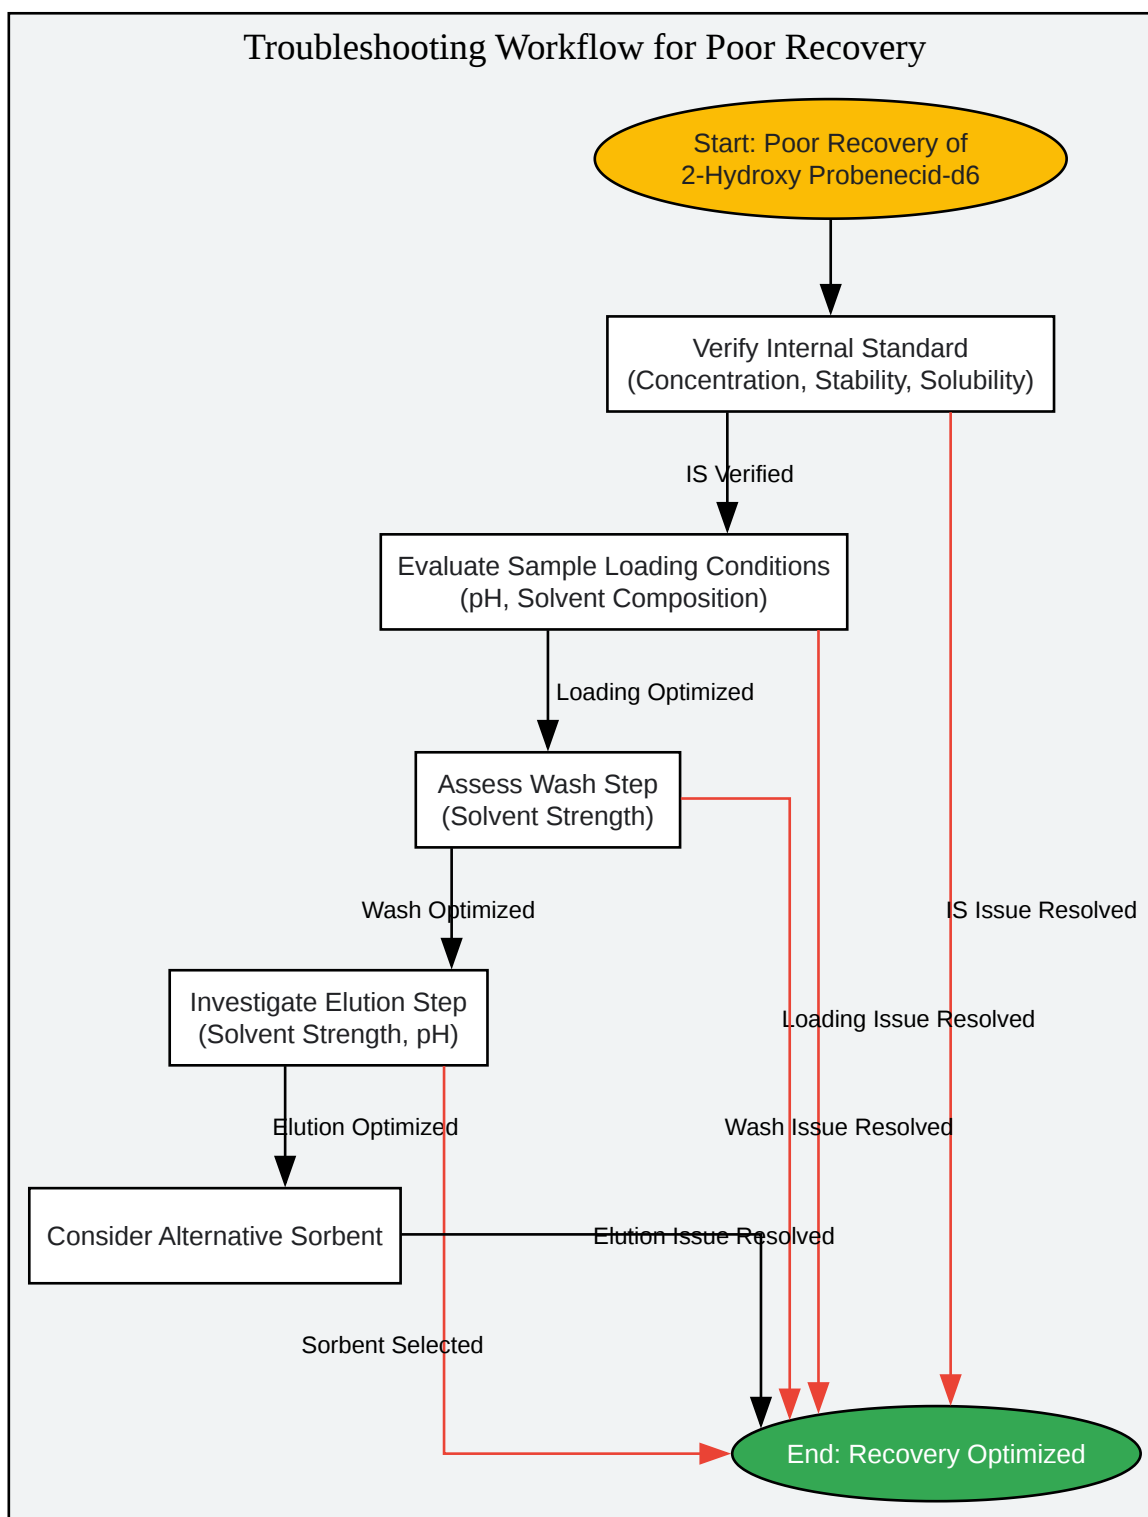 Troubleshooting Workflow for Poor Recovery
Start: Poor Recovery of
2-Hydroxy Probenecid-d6
Verify Internal Standard
(Concentration, Stability, Solubility)
IS Verified
Evaluate Sample Loading Conditions
(pH, Solvent Composition)
Loading Optimized
Assess Wash Step
(Solvent Strength)
Wash Optimized
IS Issue Resolved
Investigate Elution Step
(Solvent Strength, pH)
Loading Issue Resolved
Elution Optimized
Wash Issue Resolved
Consider Alternative Sorbent
Elution Issue Resolved
Sorbent Selected
End: Recovery Optimized